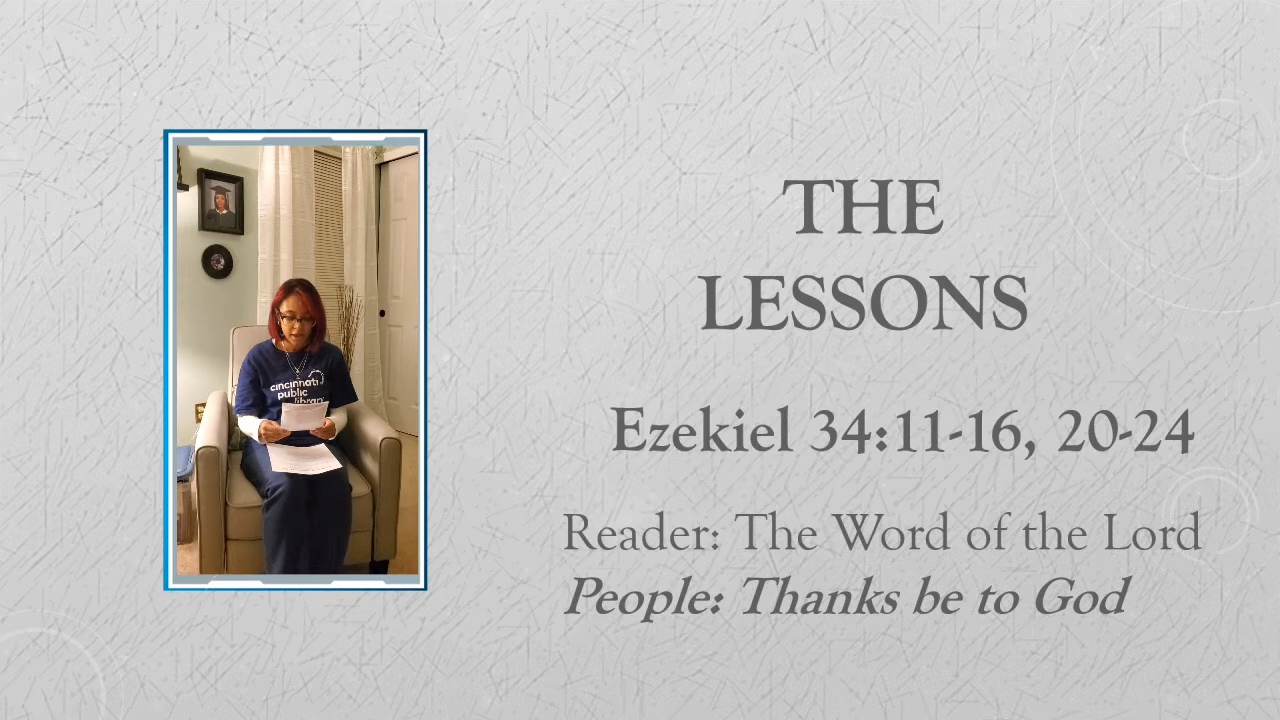 THE
LESSONS
Ezekiel 34:11-16, 20-24
Reader: The Word of the Lord
People: Thanks be to God
cincinnati
public
library